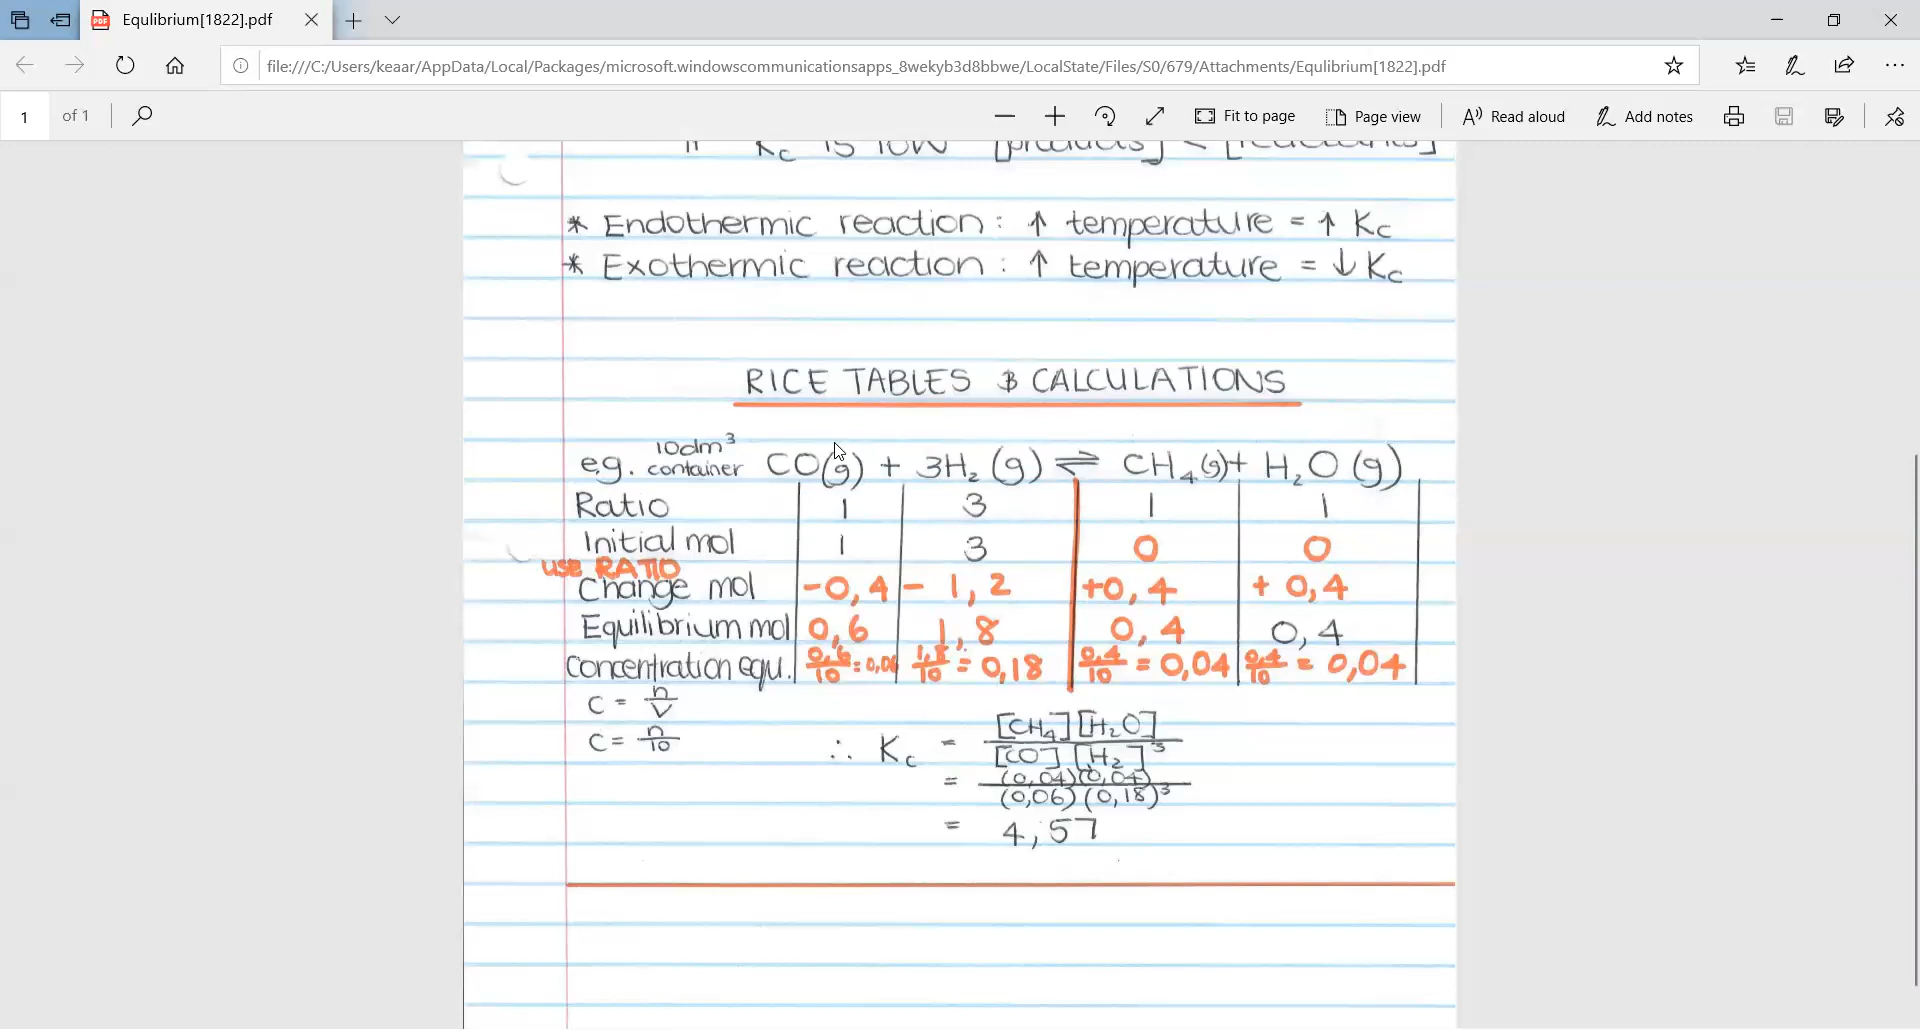 Equlibrium[1822].pdf
file:///C:/Users/keaar/AppData/Local/Packages/microsoft.windowscommunicationsapps_8wekyb3d8bbwe/LocalState/Files/S0/679/Attachments/Equlibrium[1822].pdf
1 of 1 Fit to page Page view Read aloud Add notes
11 Kc is low [products] < [reactants]
* Endothermic reaction : ↑ temperature = ↑ Kc
* Exothermic reaction : ↑ temperature = ↓ Kc
RICE TABLES & CALCULATIONS
e.g. 10dm³ container CO(g) + 3H₂(g) ⇌ CH₄(g) + H₂O(g)
Ratio 1 3 1 1
Initial mol 1 3 0 0
use RATIO
Change mol -0,4 - 1,2 +0,4 + 0,4
Equilibrium mol 0,6 1,8 0,4 0,4
Concentration equ. 0,6/10 = 0,06 1,8/10 = 0,18 0,4/10 = 0,04 0,4/10 = 0,04
C = n/V
C = n/10
∴ Kc = [CH₄][H₂O]/[CO][H₂]³
= (0,04)(0,04)/(0,06)(0,18)³
= 4,57